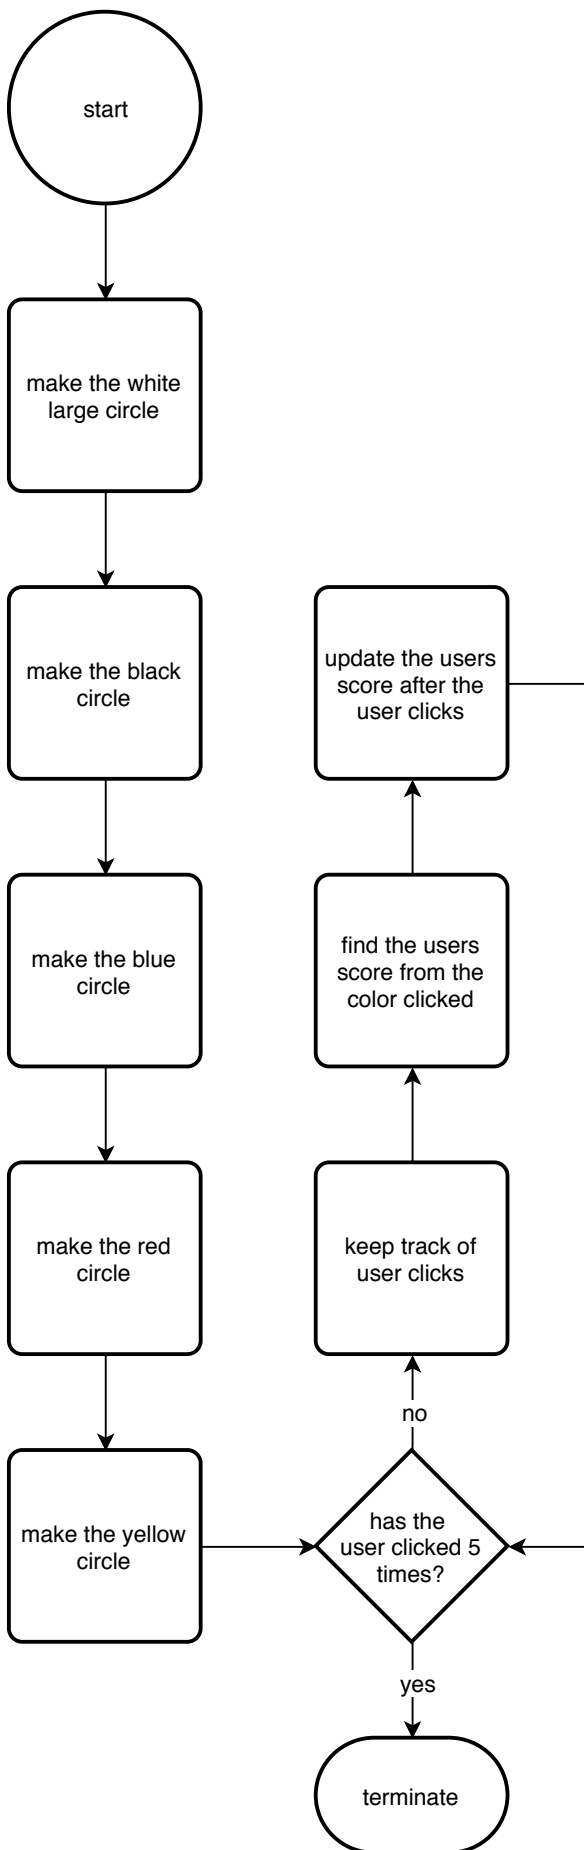 start
make the white
large circle
make the black
circle
make the blue
circle
make the red
circle
make the yellow
circle
has the
user clicked 5
times?
no
keep track of
user clicks
find the users
score from the
color clicked
update the users
score after the
user clicks
yes
terminate